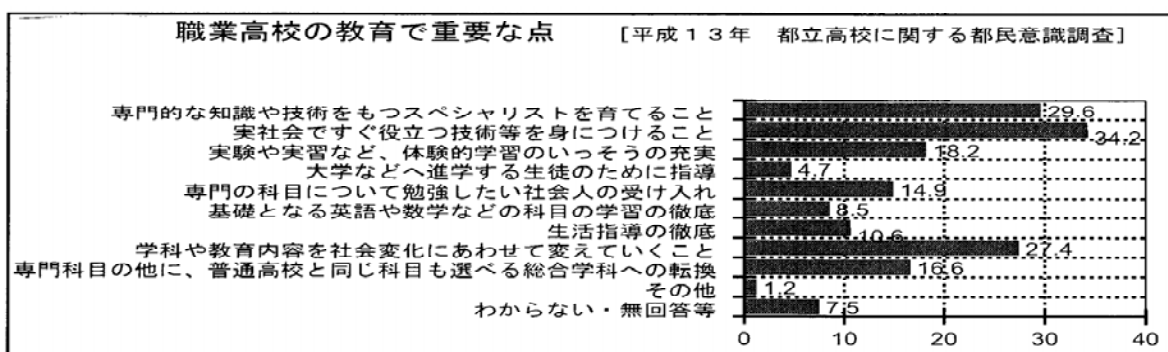 職業高校の教育で重要な点 [平成13年 都立高校に関する都民意識調査]
専門的な知識や技術をもつスペシャリストを育てること 29.6
実社会ですぐ役立つ技術等を身につけること 34.2
実験や実習など、体験的学習のいっそうの充実 18.2
大学などへ進学する生徒のために指導 4.7
専門の科目について勉強したい社会人の受け入れ 14.9
基礎となる英語や数学などの科目の学習の徹底 8.5
生活指導の徹底 10.6
学科や教育内容を社会変化にあわせて変えていくこと 27.4
専門科目の他に、普通高校と同じ科目も選べる総合学科への転換 16.6
その他 1.2
わからない・無回答等 7.5
0 10 20 30 40